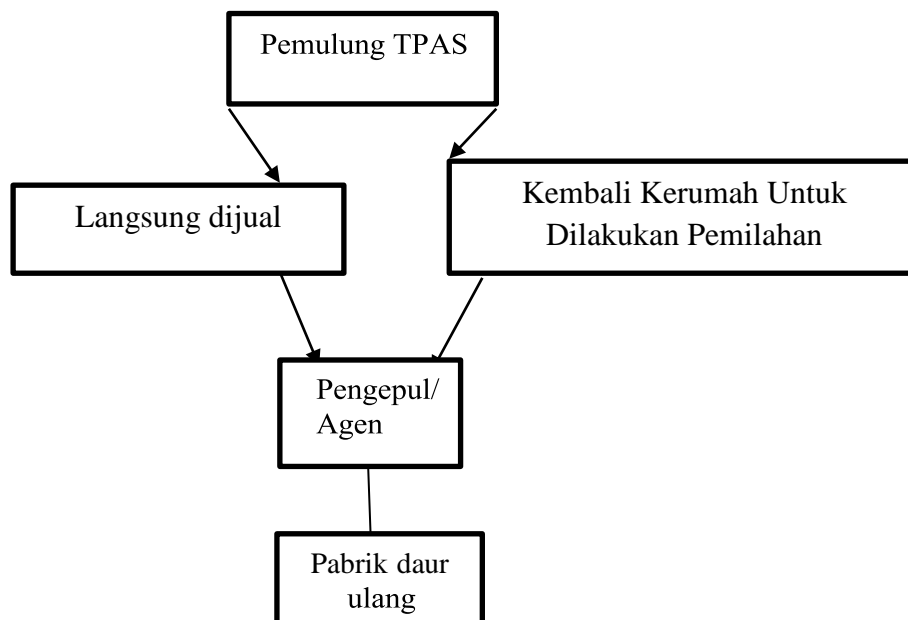 Pemulung TPAS
Langsung dijual
Kembali Kerumah Untuk
Dilakukan Pemilahan
Pengepul/
Agen
Pabrik daur
ulang